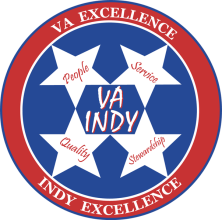 VA EXCELLENCE
People
Service
VA
INDY
Quality
Stewardship
INDY EXCELLENCE